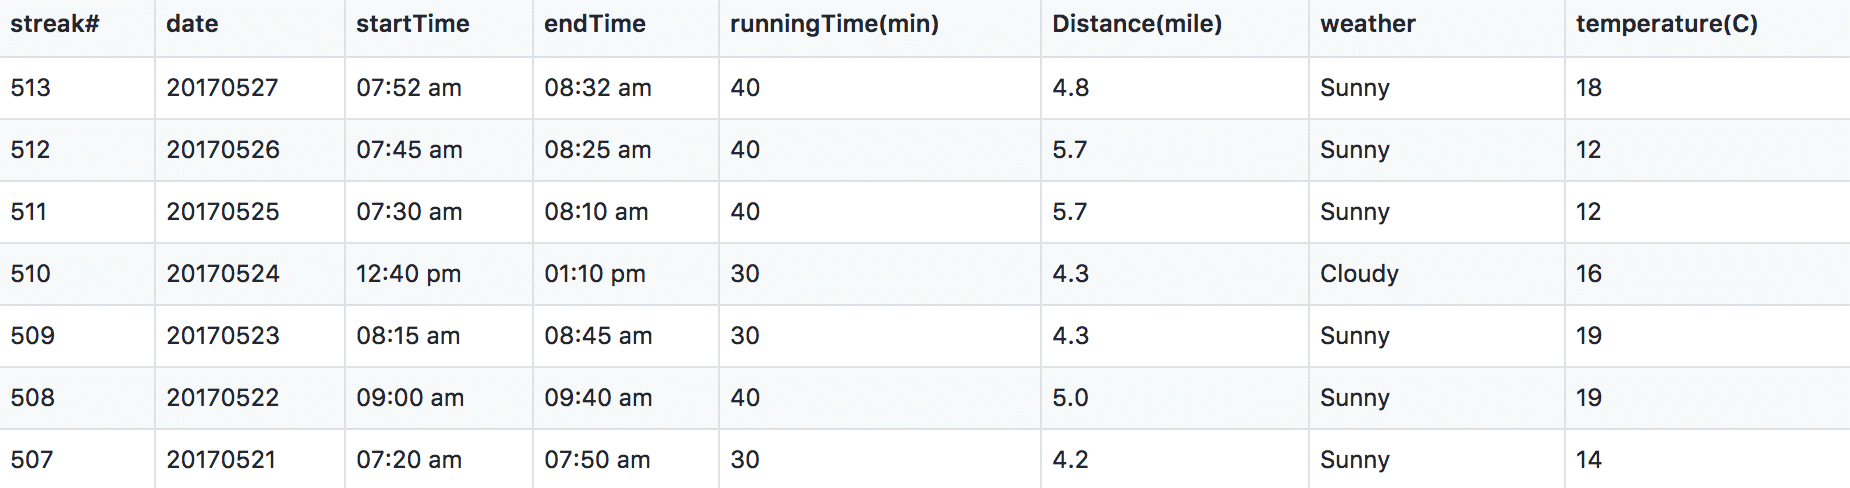 streak# date startTime endTime runningTime(min) Distance(mile) weather temperature(C)
513 20170527 07:52 am 08:32 am 40 4.8 Sunny 18
512 20170526 07:45 am 08:25 am 40 5.7 Sunny 12
511 20170525 07:30 am 08:10 am 40 5.7 Sunny 12
510 20170524 12:40 pm 01:10 pm 30 4.3 Cloudy 16
509 20170523 08:15 am 08:45 am 30 4.3 Sunny 19
508 20170522 09:00 am 09:40 am 40 5.0 Sunny 19
507 20170521 07:20 am 07:50 am 30 4.2 Sunny 14